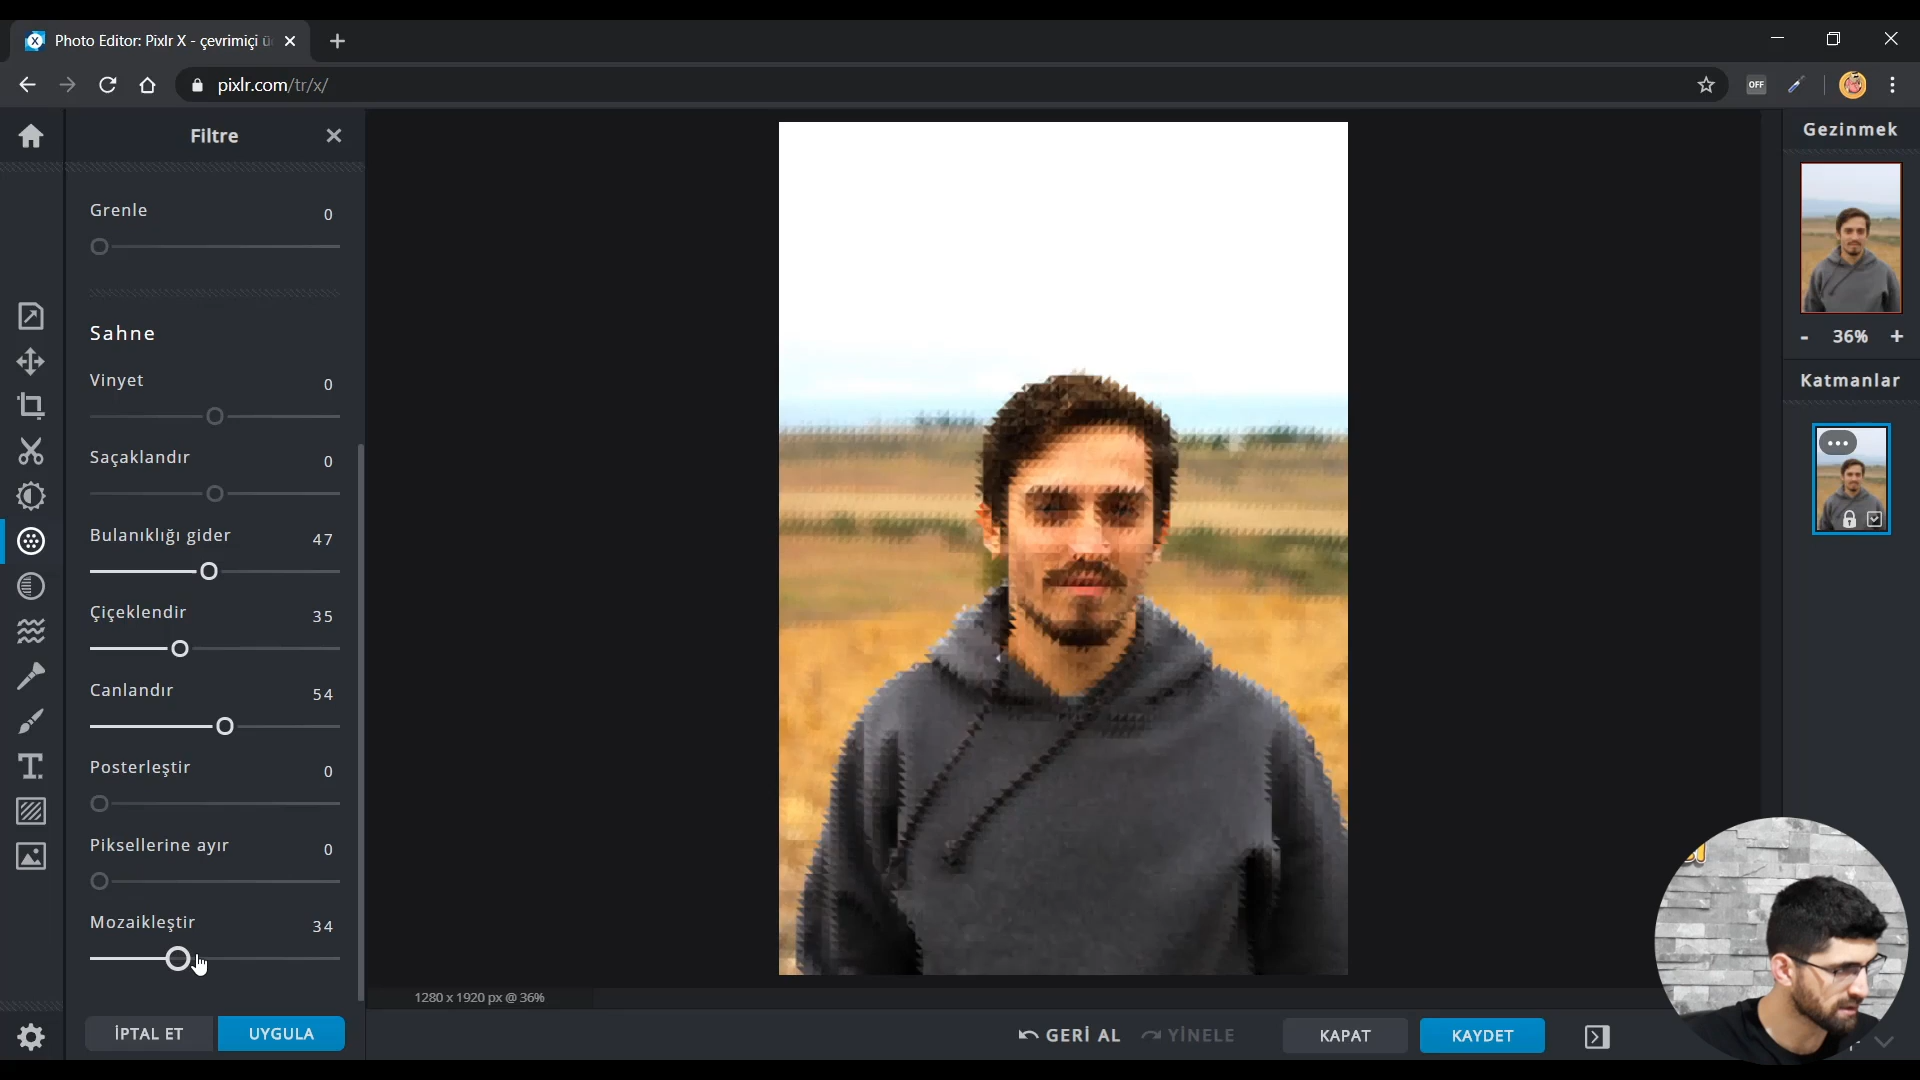 Photo Editor: Pixlr X - çevrimiçi ü
pixlr.com/tr/x/
OFF
Filtre
Grenle 0
Sahne
Vinyet 0
Saçaklandır 0
Bulanıklığı gider 47
Çiçeklendir 35
Canlandır 54
Posterleştir 0
Piksellerine ayır 0
Mozaikleştir 34
İPTAL ET
UYGULA
1280 x 1920 px @ 36%
GERİ AL
YİNELE
KAPAT
KAYDET
Gezinmek
- 36% +
Katmanlar